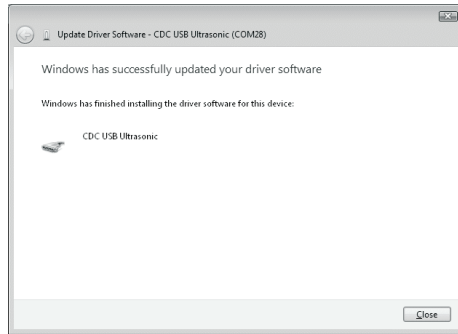 Update Driver Software - CDC USB Ultrasonic (COM28)
Windows has successfully updated your driver software
Windows has finished installing the driver software for this device:
CDC USB Ultrasonic
Close